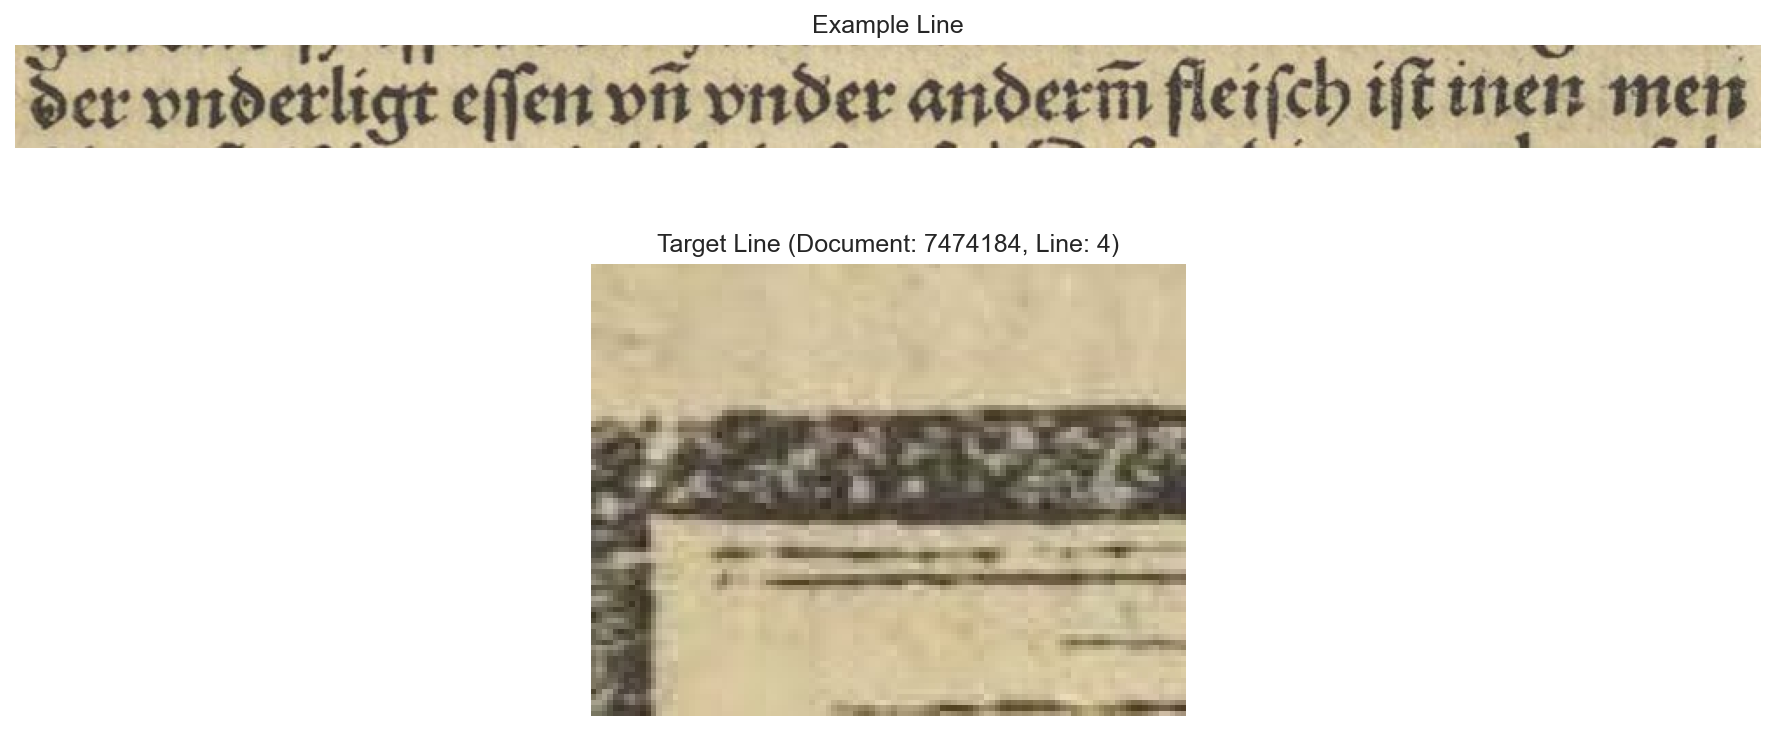 Example Line
der vnderligt eſſen vn̄ vnder anderm̄ fleiſch iſt inen men
Target Line (Document: 7474184, Line: 4)